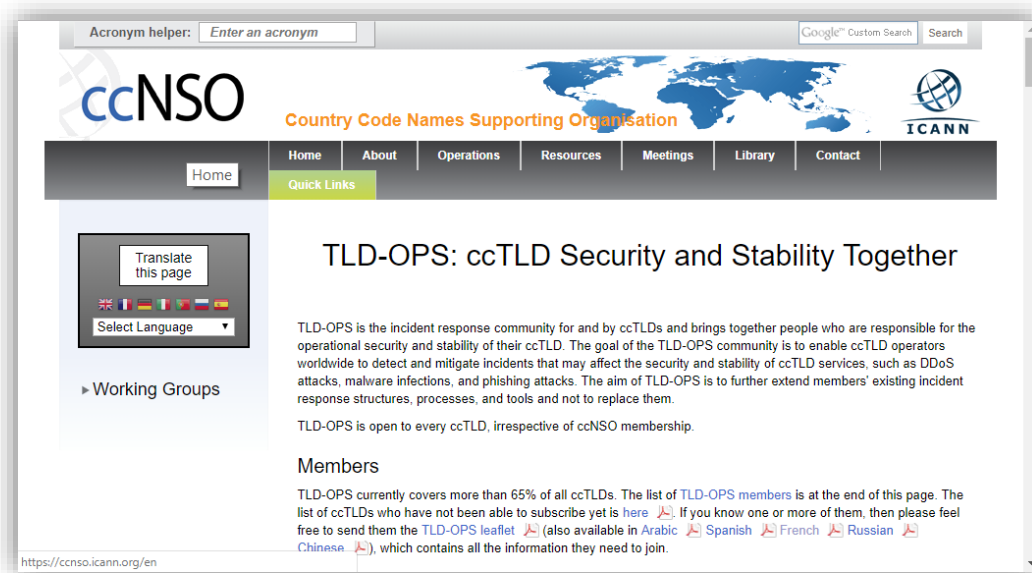 Acronym helper: Enter an acronym
Google™ Custom Search Search
ccNSO
Country Code Names Supporting Organisation
ICANN
Home About Operations Resources Meetings Library Contact
Home
Quick Links
Translate
this page
Select Language
Working Groups
TLD-OPS: ccTLD Security and Stability Together
TLD-OPS is the incident response community for and by ccTLDs and brings together people who are responsible for the
operational security and stability of their ccTLD. The goal of the TLD-OPS community is to enable ccTLD operators
worldwide to detect and mitigate incidents that may affect the security and stability of ccTLD services, such as DDoS
attacks, malware infections, and phishing attacks. The aim of TLD-OPS is to further extend members' existing incident
response structures, processes, and tools and not to replace them.
TLD-OPS is open to every ccTLD, irrespective of ccNSO membership.
Members
TLD-OPS currently covers more than 65% of all ccTLDs. The list of TLD-OPS members is at the end of this page. The
list of ccTLDs who have not been able to subscribe yet is here. If you know one or more of them, then please feel
free to send them the TLD-OPS leaflet (also available in Arabic Spanish French Russian
Chinese), which contains all the information they need to join.
https://ccnso.icann.org/en